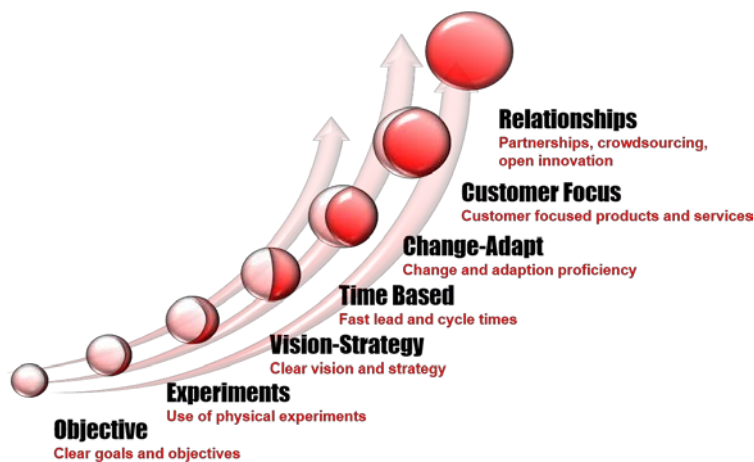 Relationships
Partnerships, crowdsourcing,
open innovation
Customer Focus
Customer focused products and services
Change-Adapt
Change and adaption proficiency
Time Based
Fast lead and cycle times
Vision-Strategy
Clear vision and strategy
Experiments
Use of physical experiments
Objective
Clear goals and objectives